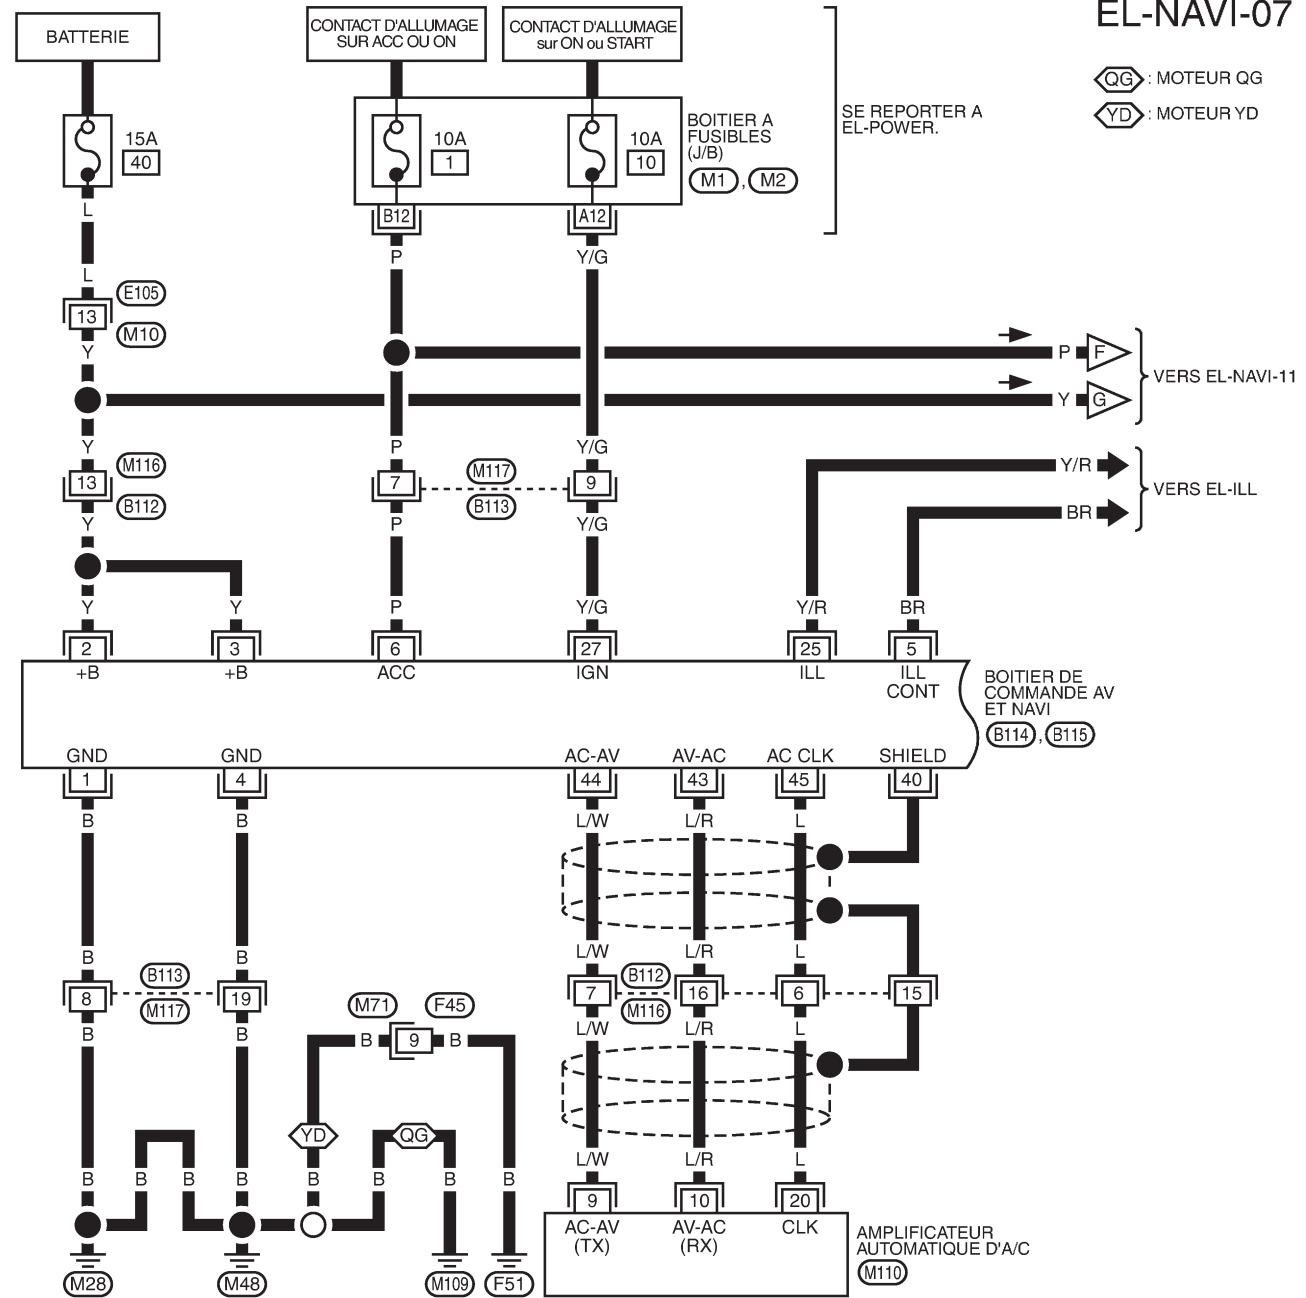 EL-NAVI-07
QG : MOTEUR QG
YD : MOTEUR YD
BATTERIE
CONTACT D'ALLUMAGE
SUR ACC OU ON
CONTACT D'ALLUMAGE
sur ON ou START
SE REPORTER A
EL-POWER.
15A
40
10A
1
10A
10
BOITIER A
FUSIBLES
(J/B)
M1 , M2
B12
A12
L
P
Y/G
L
E105
13
M10
Y
P F
VERS EL-NAVI-11
Y G
Y
P
Y/G
M116
13
B112
7
M117
B113
9
Y/R
VERS EL-ILL
BR
Y
P
Y/G
Y
Y
P
Y/G
Y/R
BR
2
3
6
27
25
5
+B
+B
ACC
IGN
ILL
ILL
CONT
BOITIER DE
COMMANDE AV
ET NAVI
B114 , B115
GND
GND
AC-AV
AV-AC
AC CLK
SHIELD
1
4
44
43
45
40
B
B
L/W
L/R
L
B
B
L/W
L/R
L
8
B113
M117
19
7
B112
M116
16
6
15
B
B
L/W
L/R
L
M71
F45
B
9
B
YD
QG
L/W
L/R
L
B
B
B
B
B
B
B
B
9
10
20
AC-AV
(TX)
AV-AC
(RX)
CLK
AMPLIFICATEUR
AUTOMATIQUE D'A/C
M110
M28
M48
M109
F51